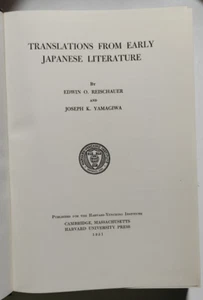 TRANSLATIONS FROM EARLY
JAPANESE LITERATURE
BY
EDWIN O. REISCHAUER
AND
JOSEPH K. YAMAGIWA
PUBLISHED FOR THE HARVARD-YENCHING INSTITUTE
CAMBRIDGE, MASSACHUSETTS
HARVARD UNIVERSITY PRESS
1951